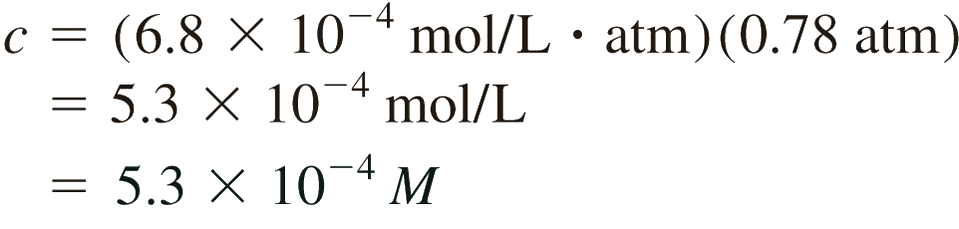 c = (6.8 × 10⁻⁴ mol/L · atm)(0.78 atm)
= 5.3 × 10⁻⁴ mol/L
= 5.3 × 10⁻⁴ M